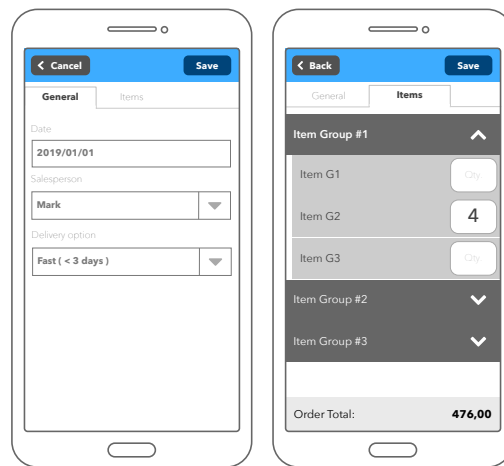 Cancel Save
General Items
Date
2019/01/01
Salesperson
Mark
Delivery option
Fast ( < 3 days )
Back Save
General Items
Item Group #1
Item G1 Qty
Item G2 4
Item G3 Qty
Item Group #2
Item Group #3
Order Total: 476,00